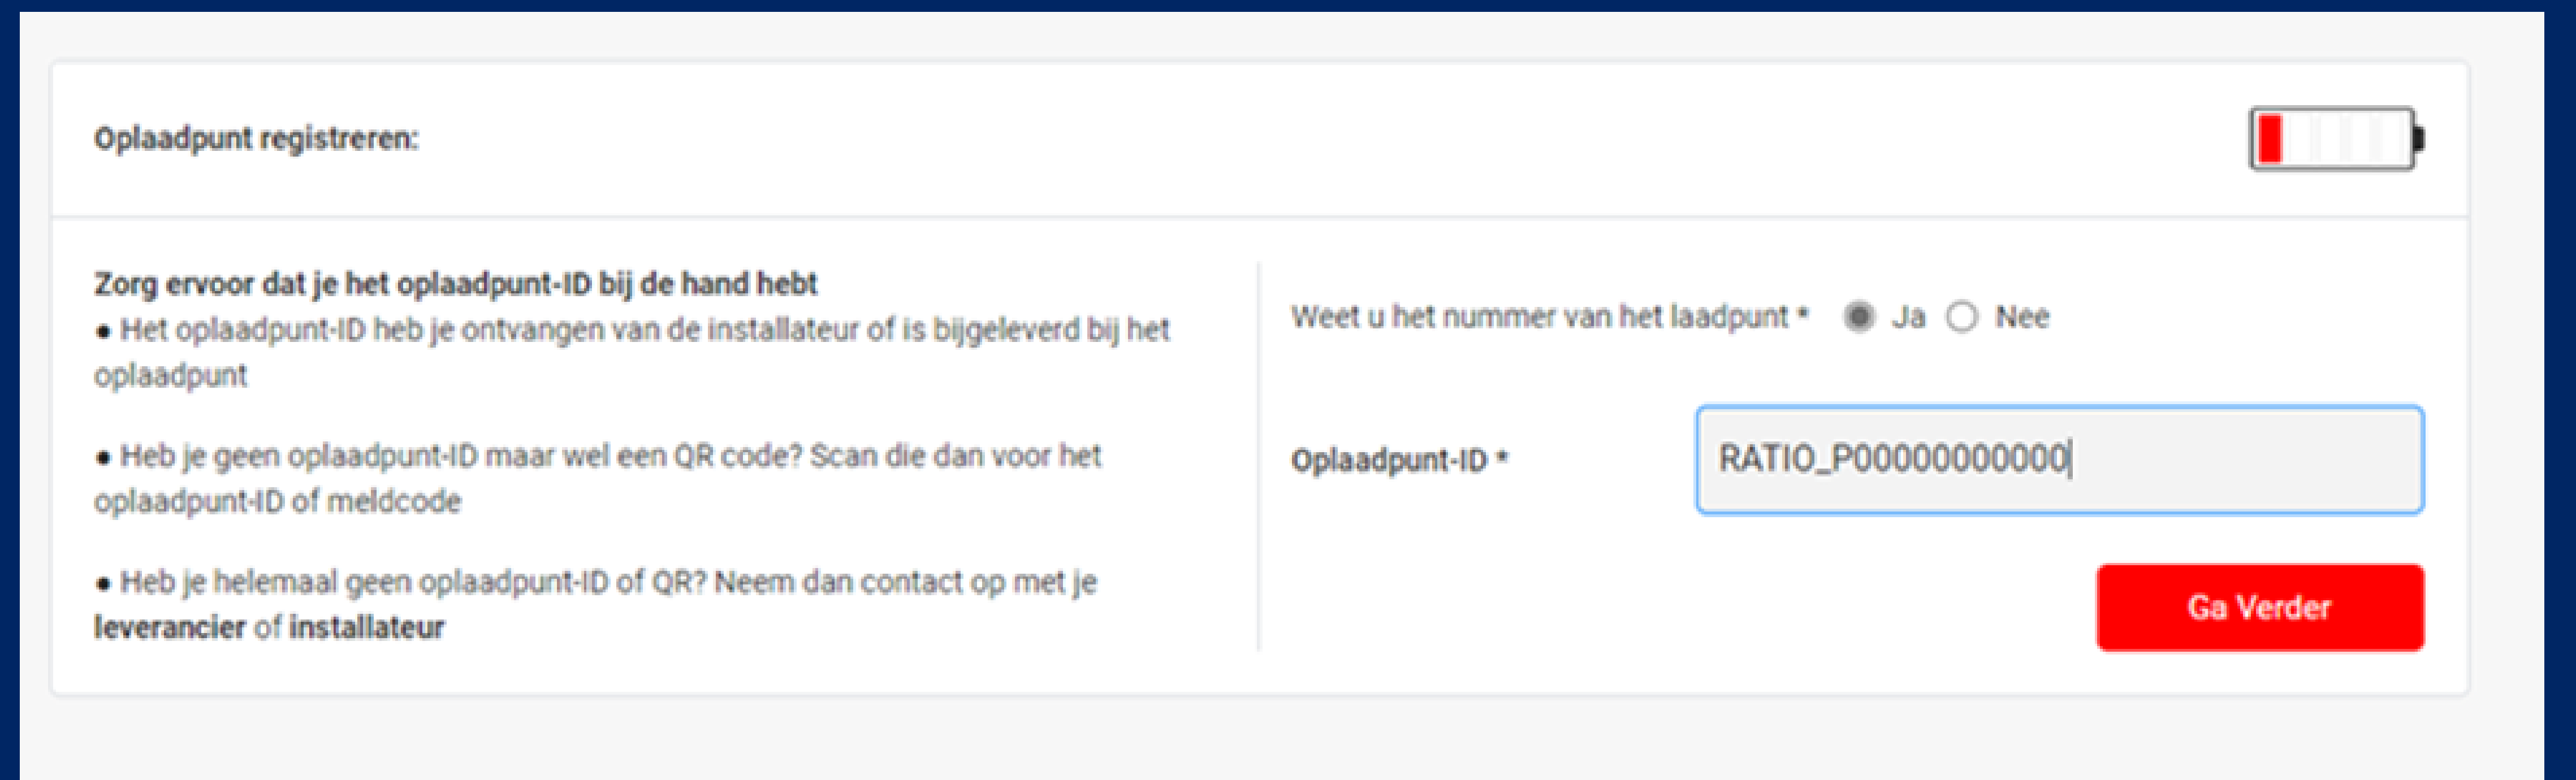 Oplaadpunt registreren:
Zorg ervoor dat je het oplaadpunt-ID bij de hand hebt
● Het oplaadpunt-ID heb je ontvangen van de installateur of is bijgeleverd bij het
oplaadpunt
● Heb je geen oplaadpunt-ID maar wel een QR code? Scan die dan voor het
oplaadpunt-ID of meldcode
● Heb je helemaal geen oplaadpunt-ID of QR? Neem dan contact op met je
leverancier of installateur
Weet u het nummer van het laadpunt * Ja Nee
Oplaadpunt-ID * RATIO_P00000000000
Ga Verder